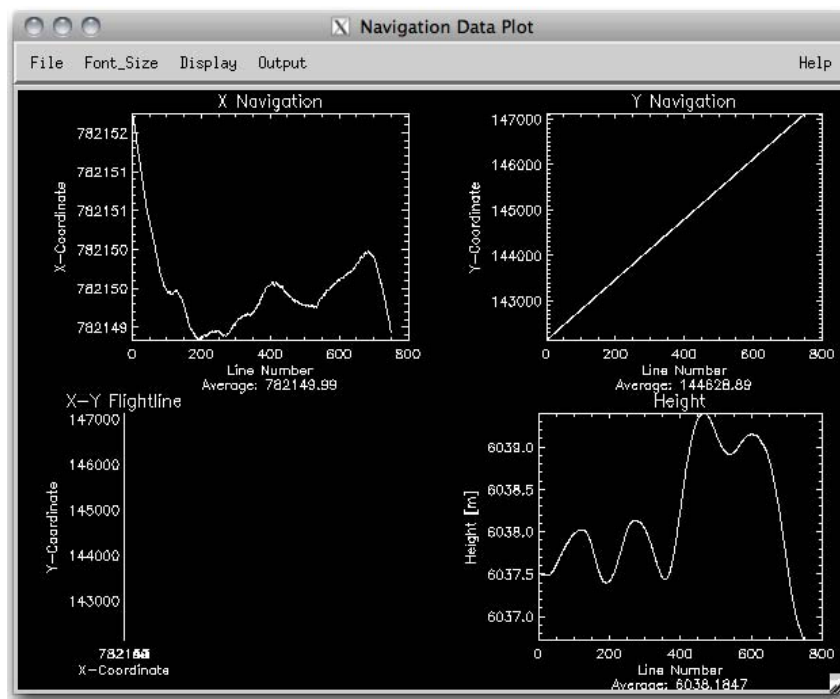 Navigation Data Plot
File Font_Size Display Output Help
X Navigation
782152
782151
782151
782150
782150
782149
X-Coordinate
0 200 400 600 800
Line Number
Average: 782149.99
Y Navigation
147000
146000
145000
144000
143000
Y-Coordinate
0 200 400 600 800
Line Number
Average: 144628.89
X-Y Flightline
147000
146000
145000
144000
143000
Y-Coordinate
X-Coordinate
Height
6039.0
6038.5
6038.0
6037.5
6037.0
Height [m]
0 200 400 600 800
Line Number
Average: 6038.1847